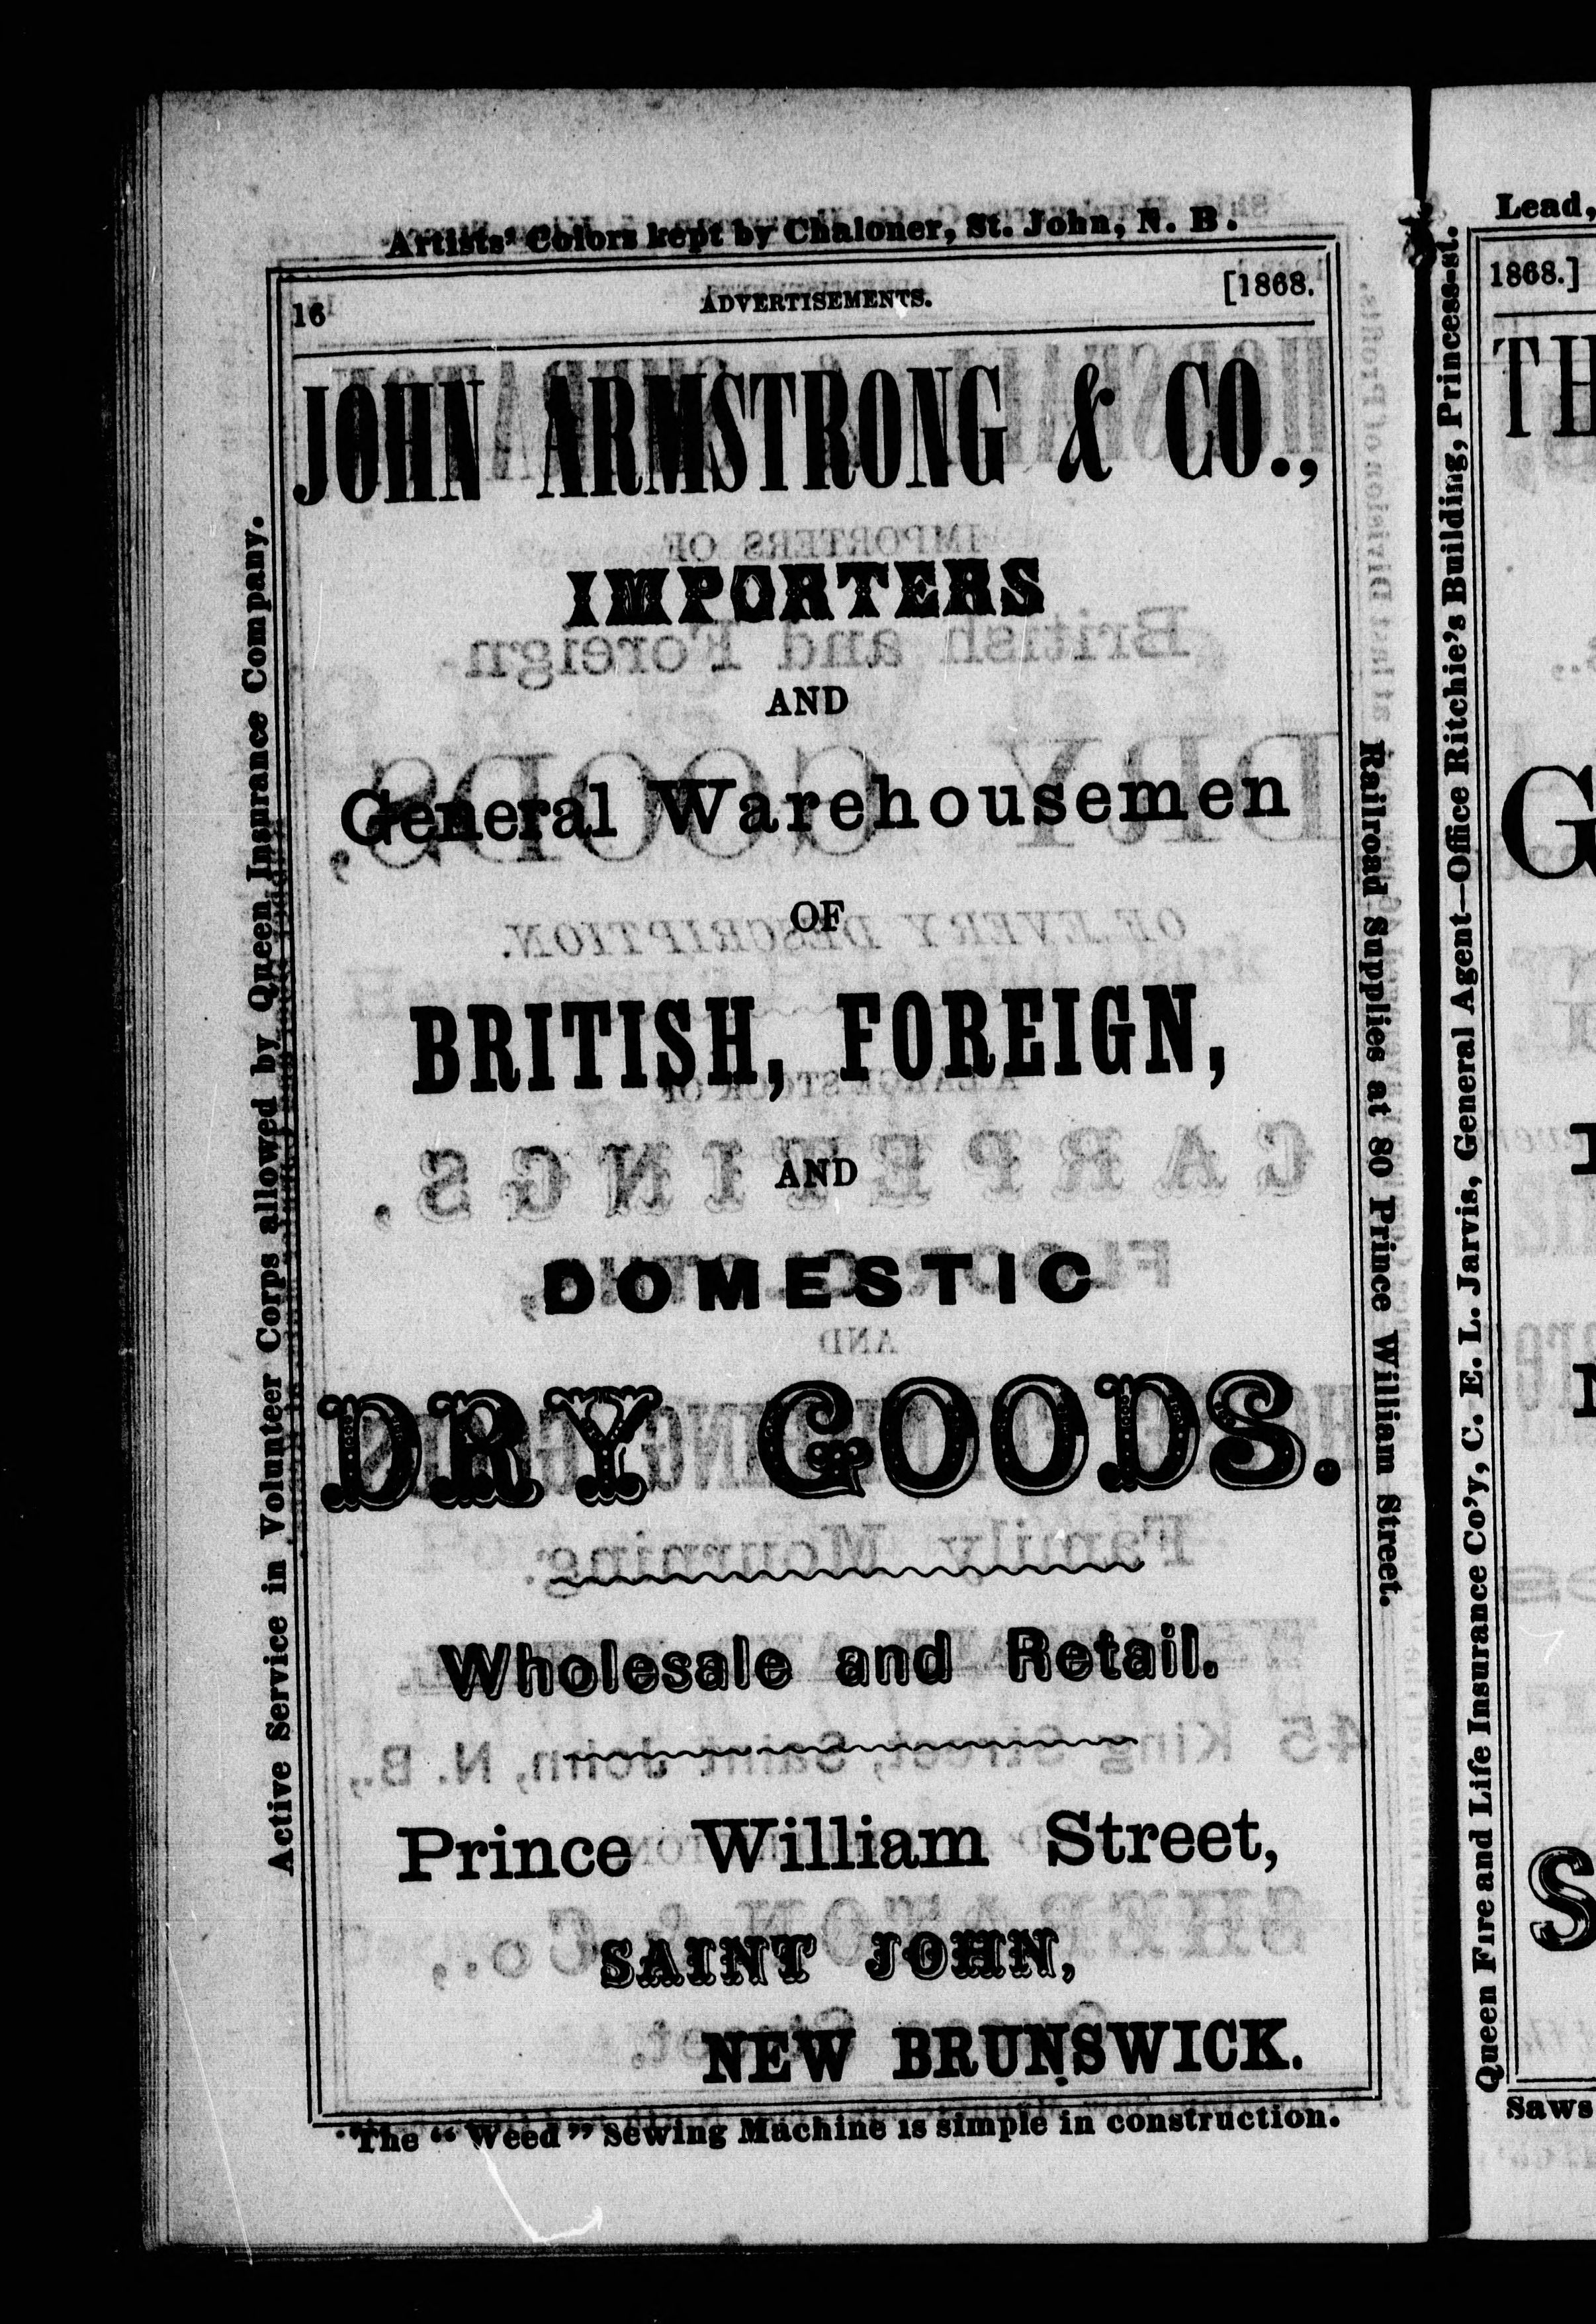 Artists' Colors kept by Chaloner, St. John, N. B.
16
ADVERTISEMENTS.
[1868.
JOHN ARMSTRONG & CO.,
IMPORTERS
AND
General Warehousemen
OF
BRITISH, FOREIGN,
AND
DOMESTIC
DRY GOODS.
Wholesale and Retail.
Prince William Street,
SAINT JOHN,
NEW BRUNSWICK.
The "Weed" Sewing Machine is simple in construction.
Active Service in Volunteer Corps allowed by Queen Insurance Company.
Railroad Supplies at 80 Prince William Street.
Queen Fire and Life Insurance Co'y, C. E. L. Jarvis, General Agent—Office Ritchie's Building, Princess-st.
Lead,
1868.]
TH
G
S
Saws